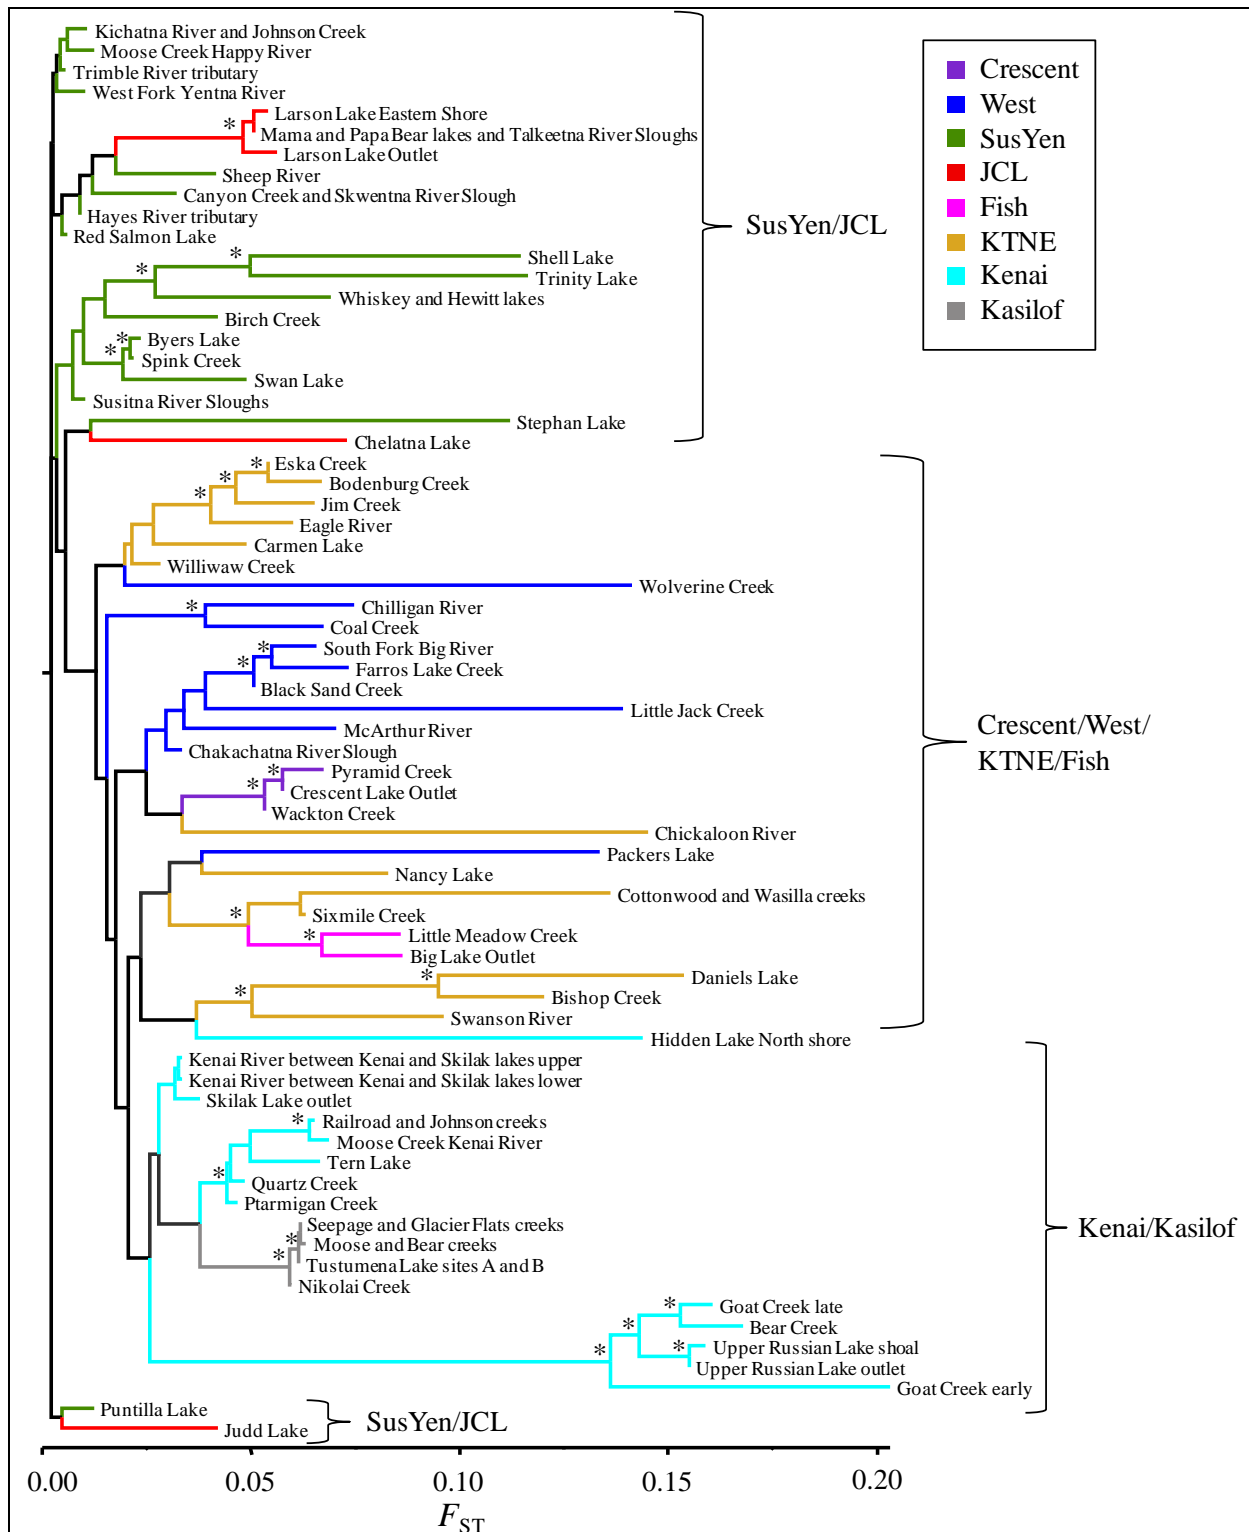 Kichatna River and Johnson Creek
Moose Creek Happy River
Trimble River tributary
West Fork Yentna River
Larson Lake Eastern Shore
*
Mama and Papa Bear lakes and Talkeetna River Sloughs
Larson Lake Outlet
Sheep River
Canyon Creek and Skwentna River Slough
Hayes River tributary
Red Salmon Lake
SusYen/JCL
*
Shell Lake
*
Trinity Lake
Whiskey and Hewitt lakes
Birch Creek
*
Byers Lake
*
Spink Creek
Swan Lake
Susitna River Sloughs
Stephan Lake
Chelatna Lake
Crescent
West
SusYen
JCL
Fish
KTNE
Kenai
Kasilof
*
Eska Creek
*
Bodenburg Creek
*
Jim Creek
Eagle River
Carmen Lake
Williwaw Creek
Wolverine Creek
*
Chilligan River
Coal Creek
*
South Fork Big River
*
Farros Lake Creek
Black Sand Creek
Little Jack Creek
McArthur River
Chakachatna River Slough
Crescent/West/
KTNE/Fish
*
Pyramid Creek
*
Crescent Lake Outlet
Wackton Creek
Chickaloon River
Packers Lake
Nancy Lake
Cottonwood and Wasilla creeks
*
Sixmile Creek
*
Little Meadow Creek
Big Lake Outlet
*
Daniels Lake
*
Bishop Creek
Swanson River
Hidden Lake North shore
Kenai River between Kenai and Skilak lakes upper
Kenai River between Kenai and Skilak lakes lower
Skilak Lake outlet
*
Railroad and Johnson creeks
Moose Creek Kenai River
Tern Lake
*
Quartz Creek
Ptarmigan Creek
Seepage and Glacier Flats creeks
*
Moose and Bear creeks
*
Tustumena Lake sites A and B
Nikolai Creek
Kenai/Kasilof
*
Goat Creek late
*
Bear Creek
*
*
Upper Russian Lake shoal
Upper Russian Lake outlet
Goat Creek early
Puntilla Lake
Judd Lake
SusYen/JCL
0.00 0.05 0.10 0.15 0.20
FST